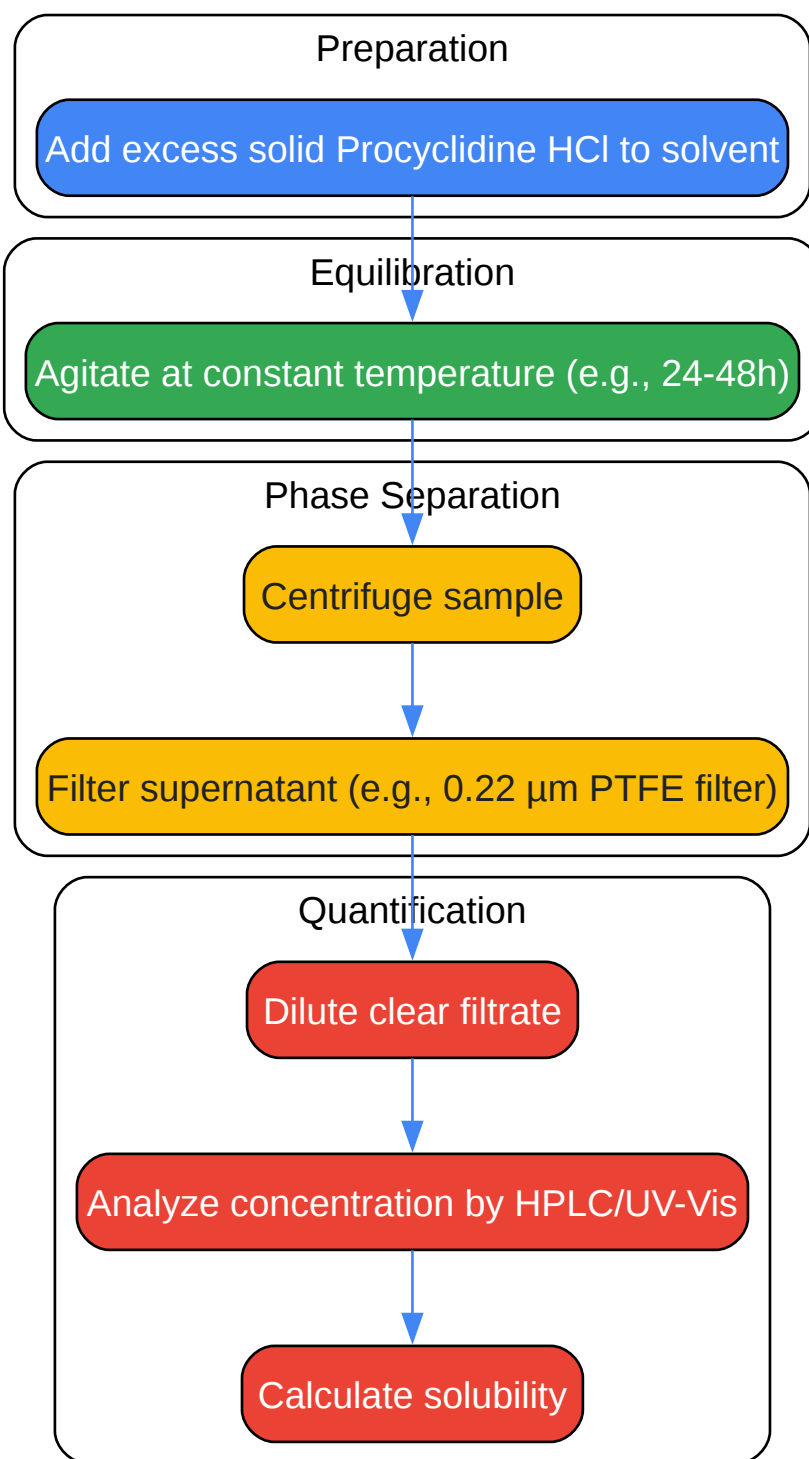 Preparation
Add excess solid Procyclidine HCl to solvent
Equilibration
Agitate at constant temperature (e.g., 24-48h)
Phase Separation
Centrifuge sample
Filter supernatant (e.g., 0.22 µm PTFE filter)
Quantification
Dilute clear filtrate
Analyze concentration by HPLC/UV-Vis
Calculate solubility